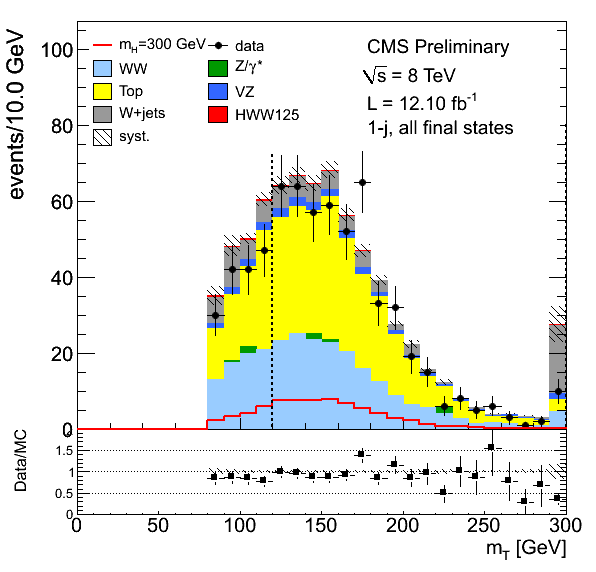 events/10.0 GeV
100
80
60
40
20
0
m_H=300 GeV
data
WW
Z/γ*
Top
VZ
W+jets
HWW125
syst.
CMS Preliminary
√s = 8 TeV
L = 12.10 fb⁻¹
1-j, all final states
Data/MC
1.5
1
0.5
0
0 50 100 150 200 250 300
m_T [GeV]